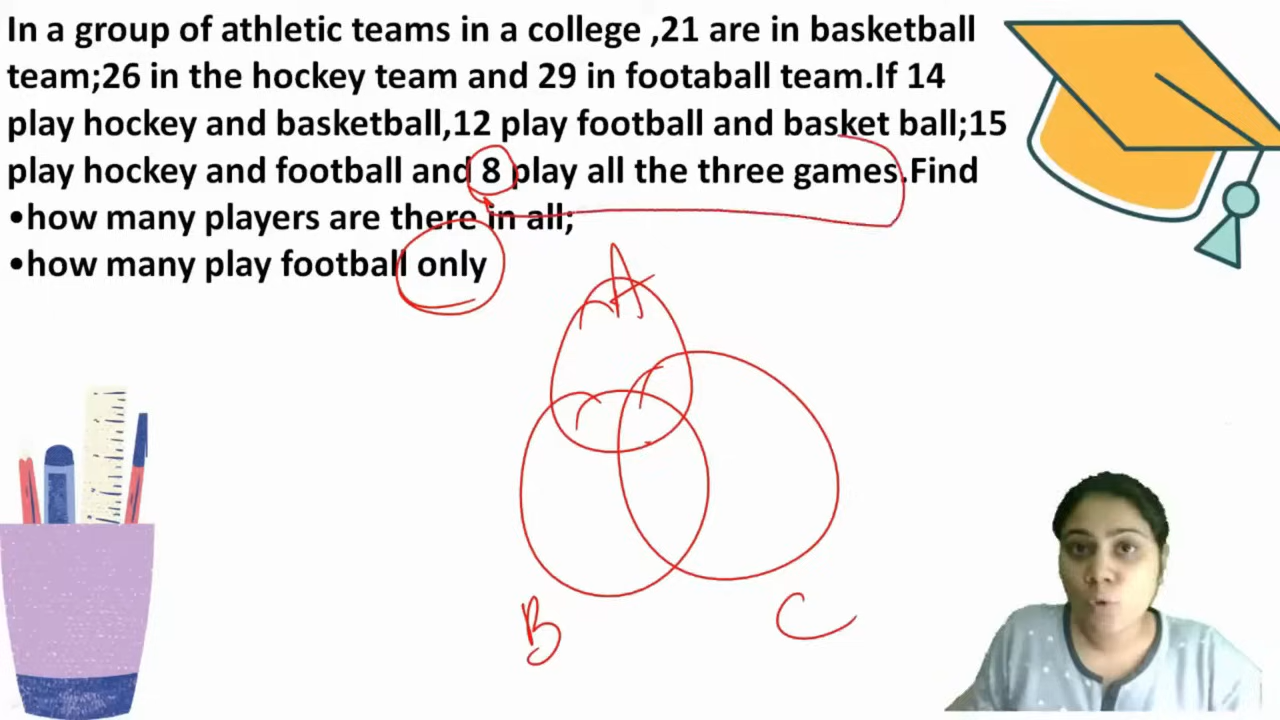 In a group of athletic teams in a college ,21 are in basketball
team;26 in the hockey team and 29 in footaball team.If 14
play hockey and basketball,12 play football and basket ball;15
play hockey and football and 8 play all the three games.Find
•how many players are there in all;
•how many play football only
A
B
C